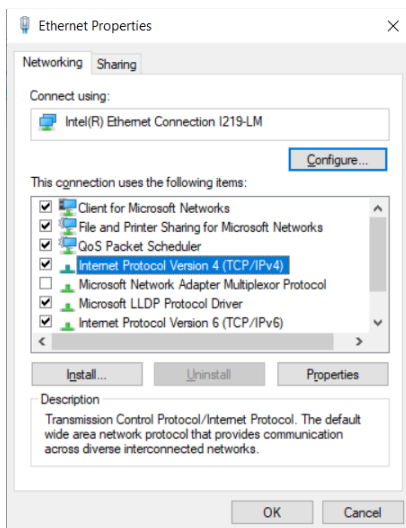 Ethernet Properties
Networking Sharing
Connect using:
Intel(R) Ethernet Connection I219-LM
Configure...
This connection uses the following items:
Client for Microsoft Networks
File and Printer Sharing for Microsoft Networks
QoS Packet Scheduler
Internet Protocol Version 4 (TCP/IPv4)
Microsoft Network Adapter Multiplexor Protocol
Microsoft LLDP Protocol Driver
Internet Protocol Version 6 (TCP/IPv6)
Install... Uninstall Properties
Description
Transmission Control Protocol/Internet Protocol. The default
wide area network protocol that provides communication
across diverse interconnected networks.
OK Cancel